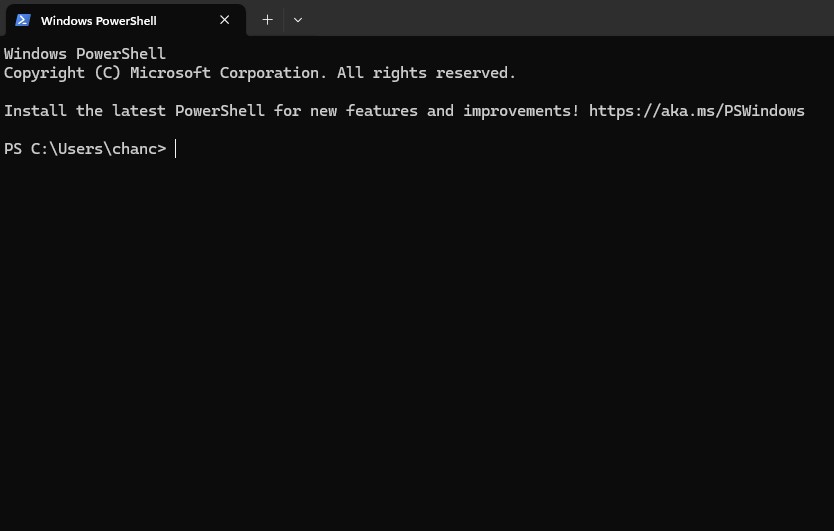 Windows PowerShell
Windows PowerShell
Copyright (C) Microsoft Corporation. All rights reserved.
Install the latest PowerShell for new features and improvements! https://aka.ms/PSWindows
PS C:\Users\chanc>